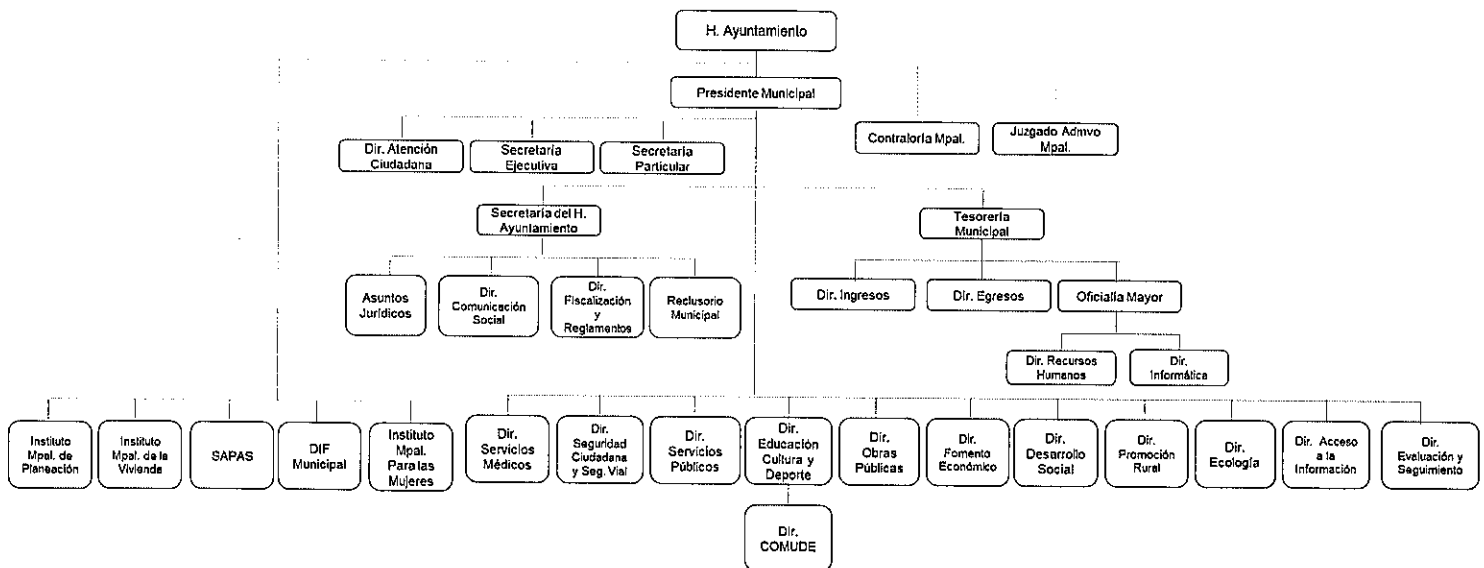 H. Ayuntamiento
Presidente Municipal
Dir. Atención
Ciudadana
Secretaría
Ejecutiva
Secretaría
Particular
Contraloría Mpal.
Juzgado Admvo
Mpal.
Secretaría del H.
Ayuntamiento
Tesorería
Municipal
Asuntos
Jurídicos
Dir.
Comunicación
Social
Dir.
Fiscalización
y
Reglamentos
Reclusorio
Municipal
Dir. Ingresos
Dir. Egresos
Oficialía Mayor
Dir. Recursos
Humanos
Dir.
Informática
Instituto
Mpal. de
Planeación
Instituto
Mpal. de la
Vivienda
SAPAS
DIF
Municipal
Instituto
Mpal.
Para las
Mujeres
Dir.
Servicios
Médicos
Dir.
Seguridad
Ciudadana
y Seg. Vial
Dir.
Servicios
Públicos
Dir.
Educación
Cultura y
Deporte
Dir.
Obras
Públicas
Dir.
Fomento
Económico
Dir.
Desarrollo
Social
Dir.
Promoción
Rural
Dir.
Ecología
Dir. Acceso
a la
Información
Dir.
Evaluación y
Seguimiento
Dir.
COMUDE